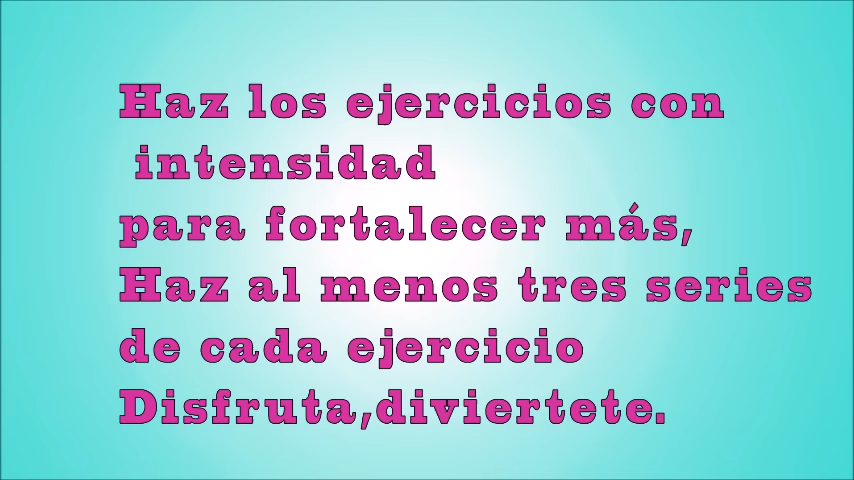 Haz los ejercicios con
intensidad
para fortalecer más,
Haz al menos tres series
de cada ejercicio
Disfruta,diviertete.